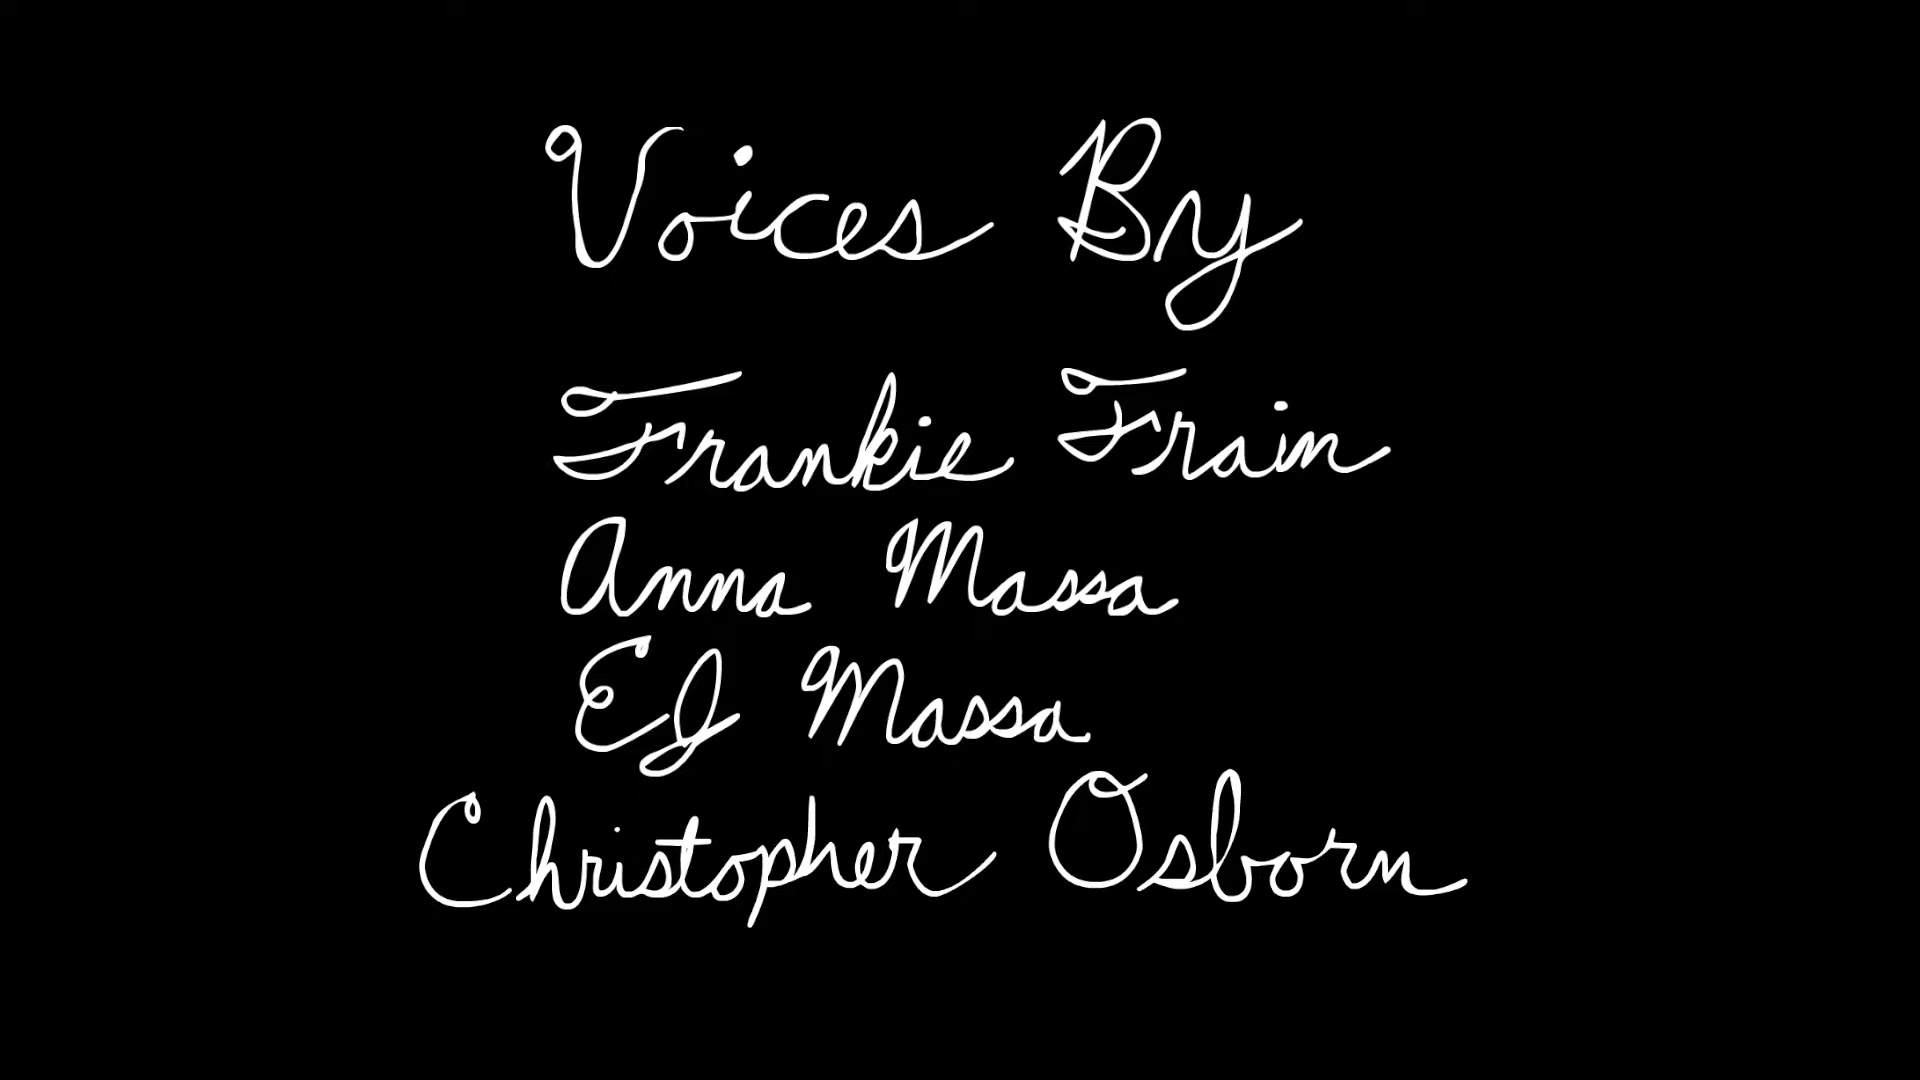 Voices By
Frankie Frain
Anna Massa
EJ Massa
Christopher Osborn